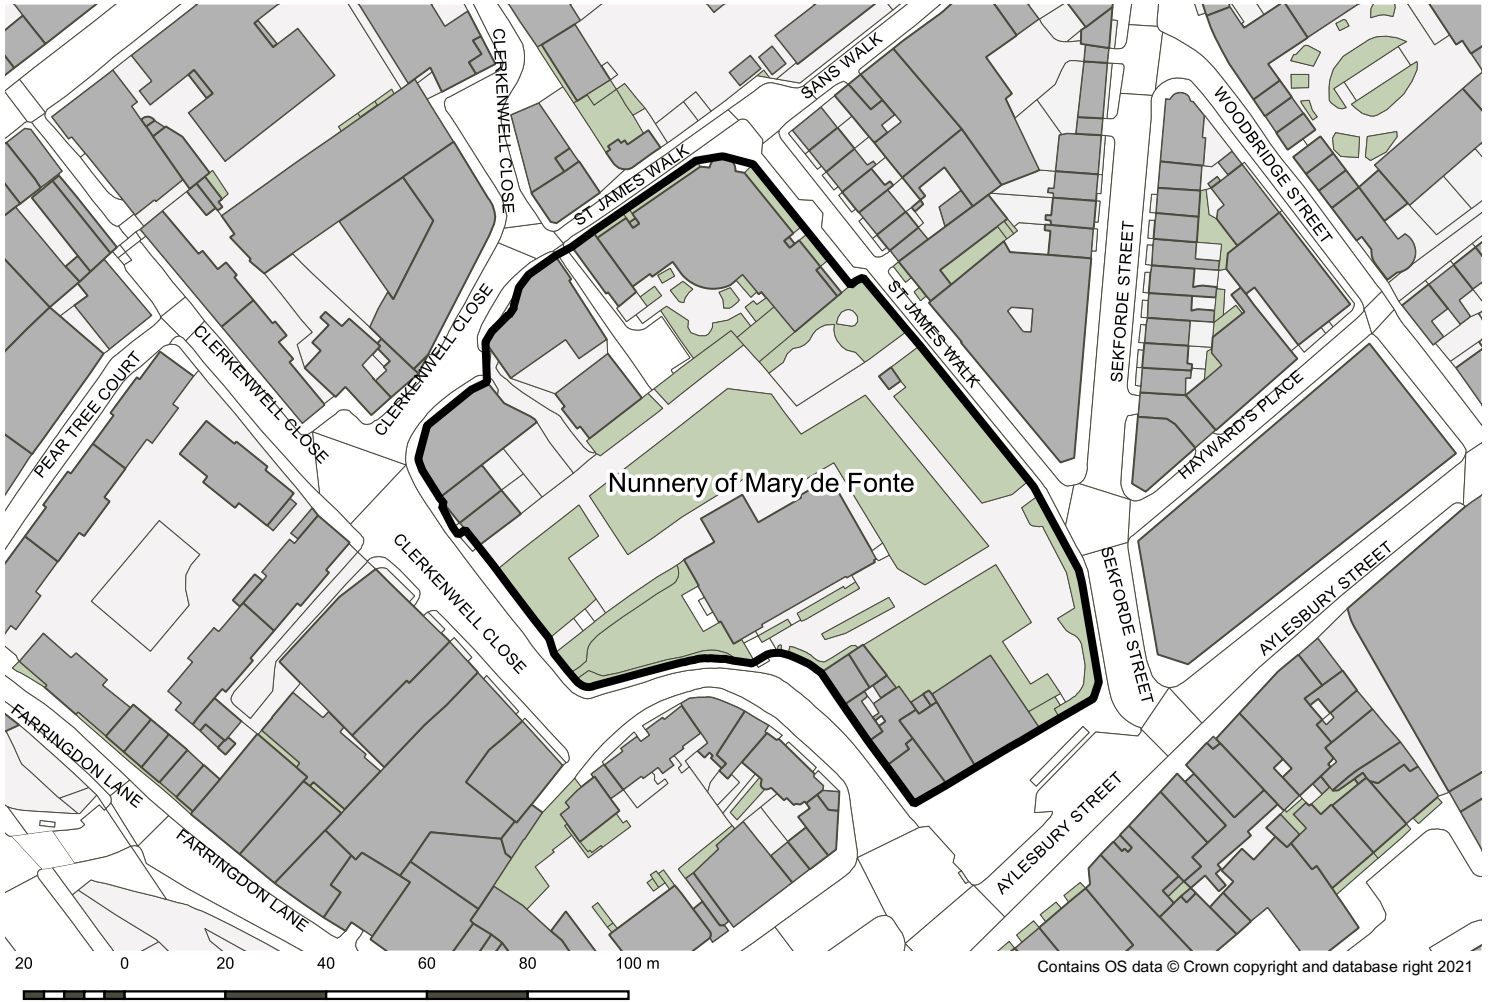 CLERKENWELL CLOSE
SANS WALK
WOODBRIDGE STREET
ST JAMES WALK
SEKFORDE STREET
CLERKENWELL CLOSE
ST JAMES WALK
PEAR TREE COURT
CLERKENWELL CLOSE
HAYWARD'S PLACE
Nunnery of Mary de Fonte
CLERKENWELL CLOSE
SEKFORDE STREET
AYLESBURY STREET
FARRINGDON LANE
FARRINGDON LANE
AYLESBURY STREET
20 0 20 40 60 80 100 m
Contains OS data © Crown copyright and database right 2021